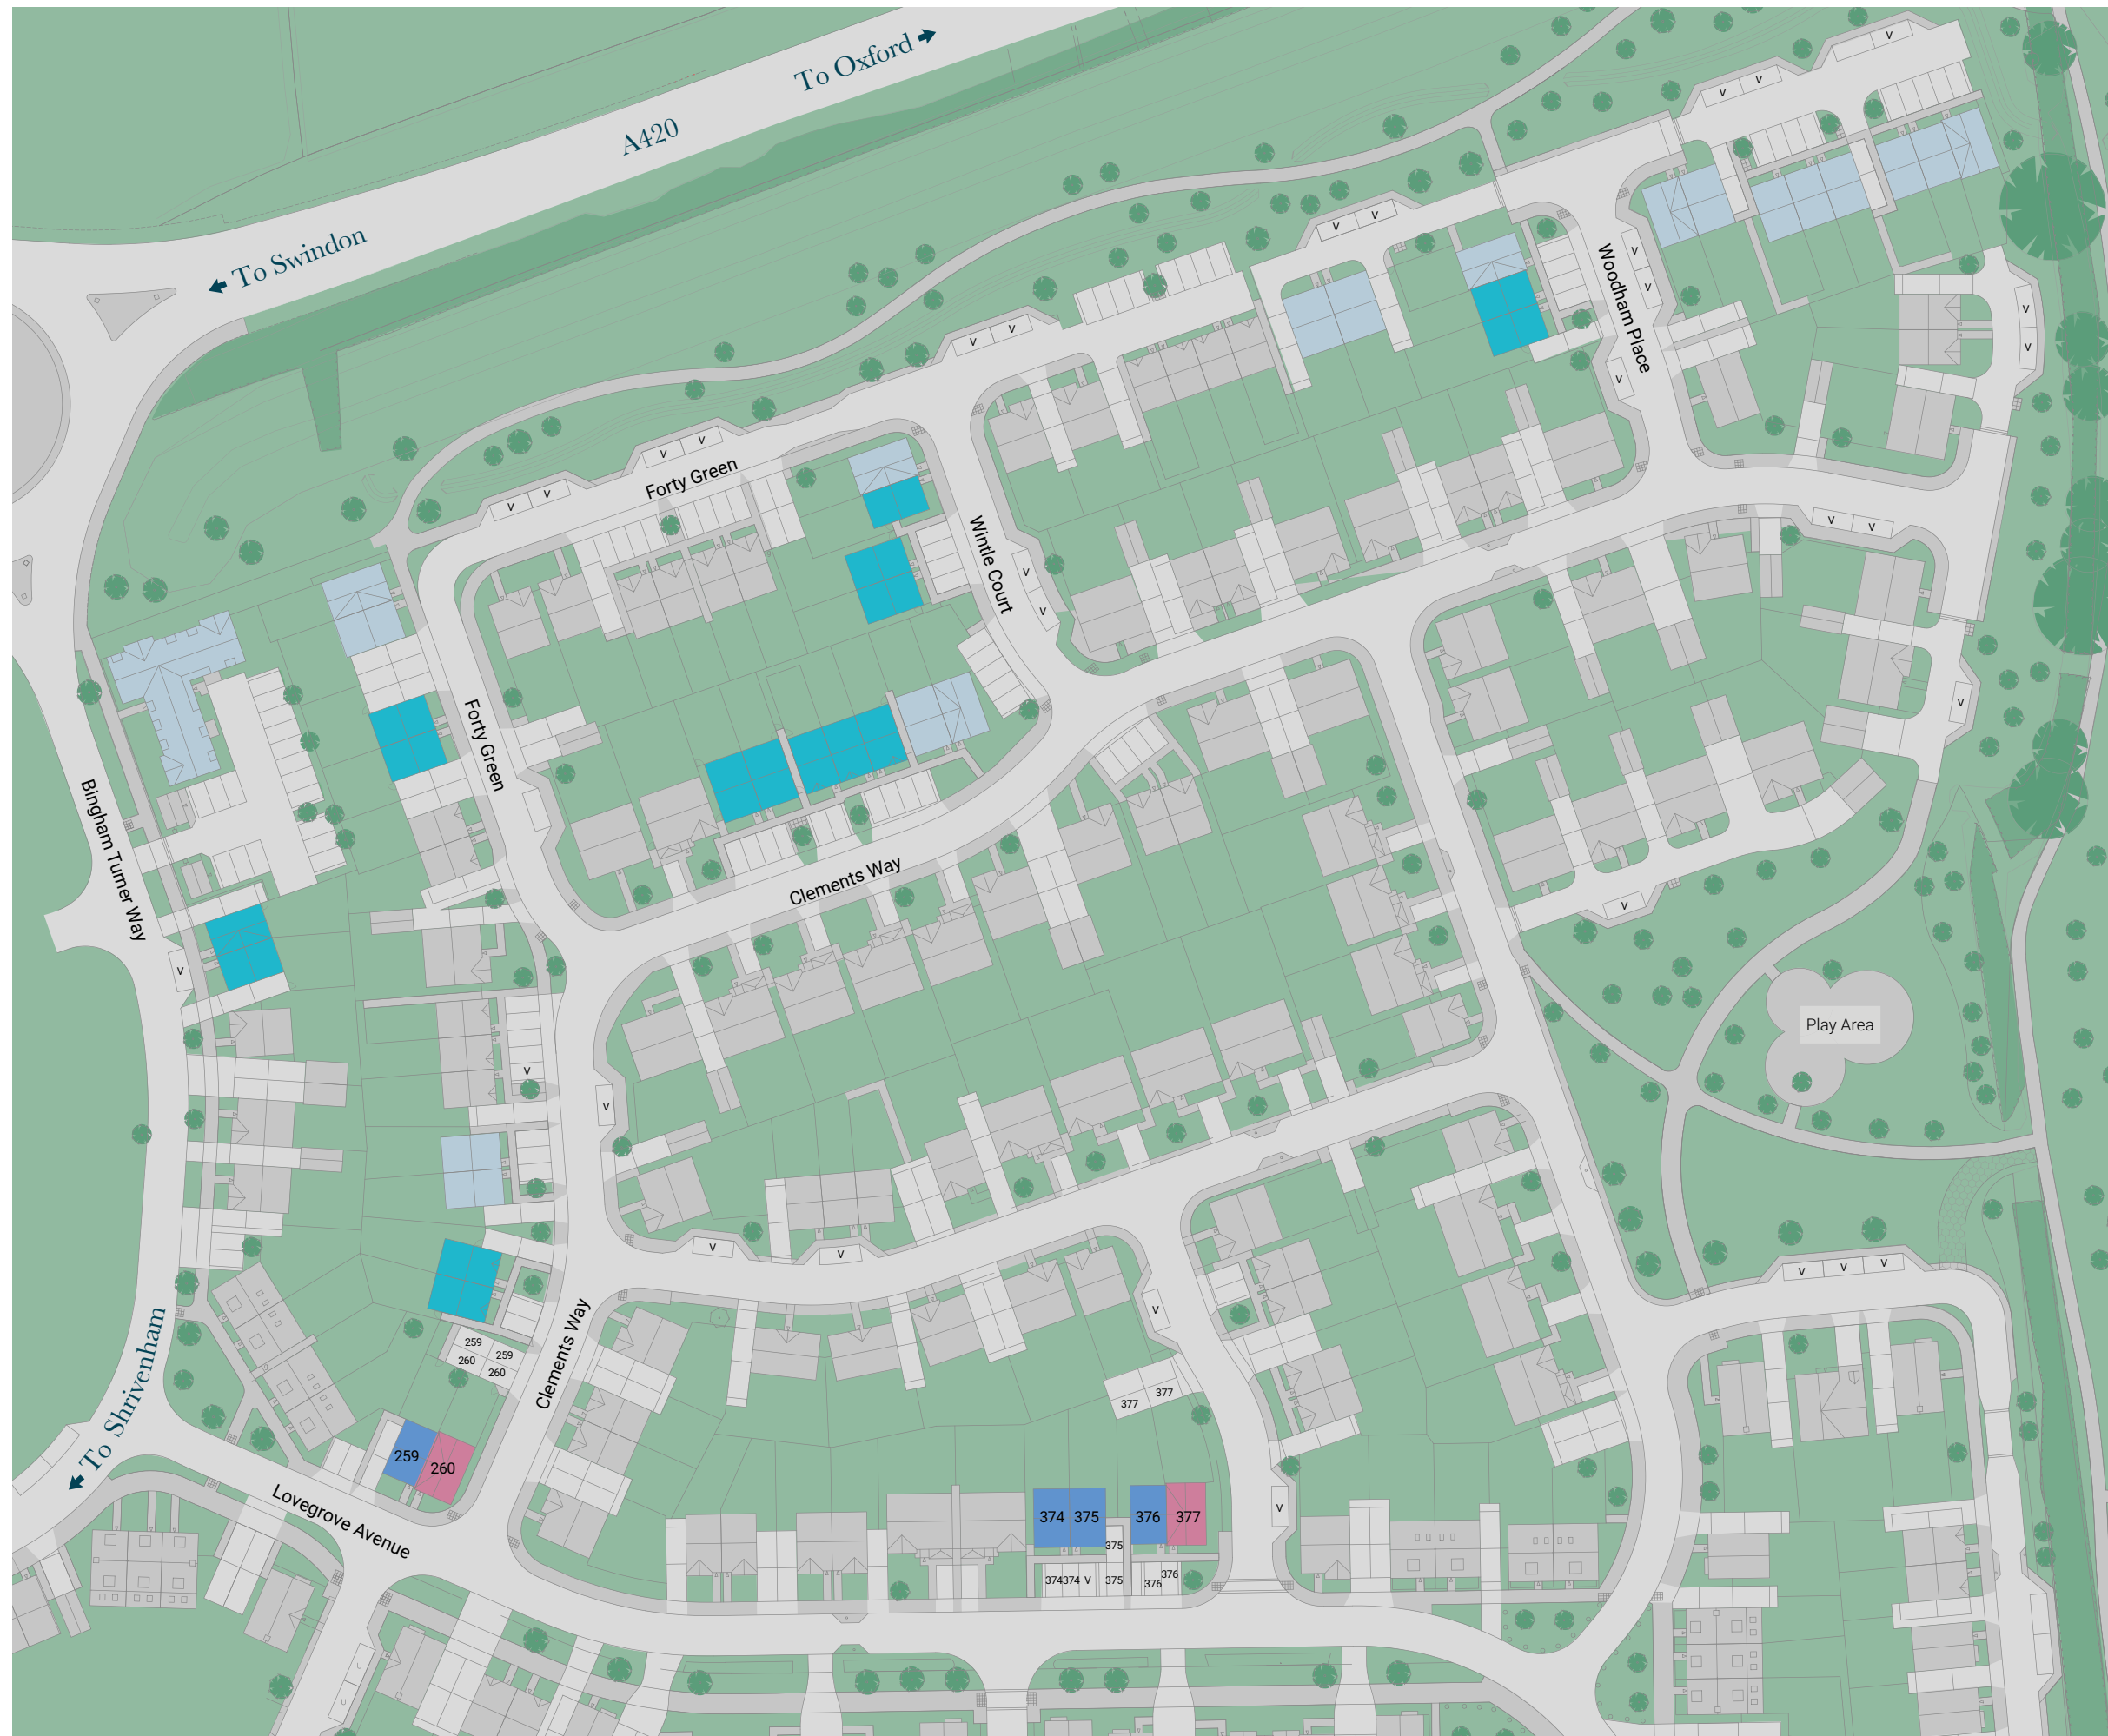 To Oxford
A420
To Swindon
V
V
V
V
V
V
V
V
Woodham Place
V
V
V
V
V
V
V
Forty Green
V
V
Wintle Court
V
V
V
V
Forty Green
V
Bingham Turner Way
Clements Way
V
V
Play Area
V
V
V
V
V
V
V
V
Clements Way
To Shrivenham
259
259
260
260
377
377
259
260
Lovegrove Avenue
374 375
376 377
V
375
374 374 V 375
376 376
U
U